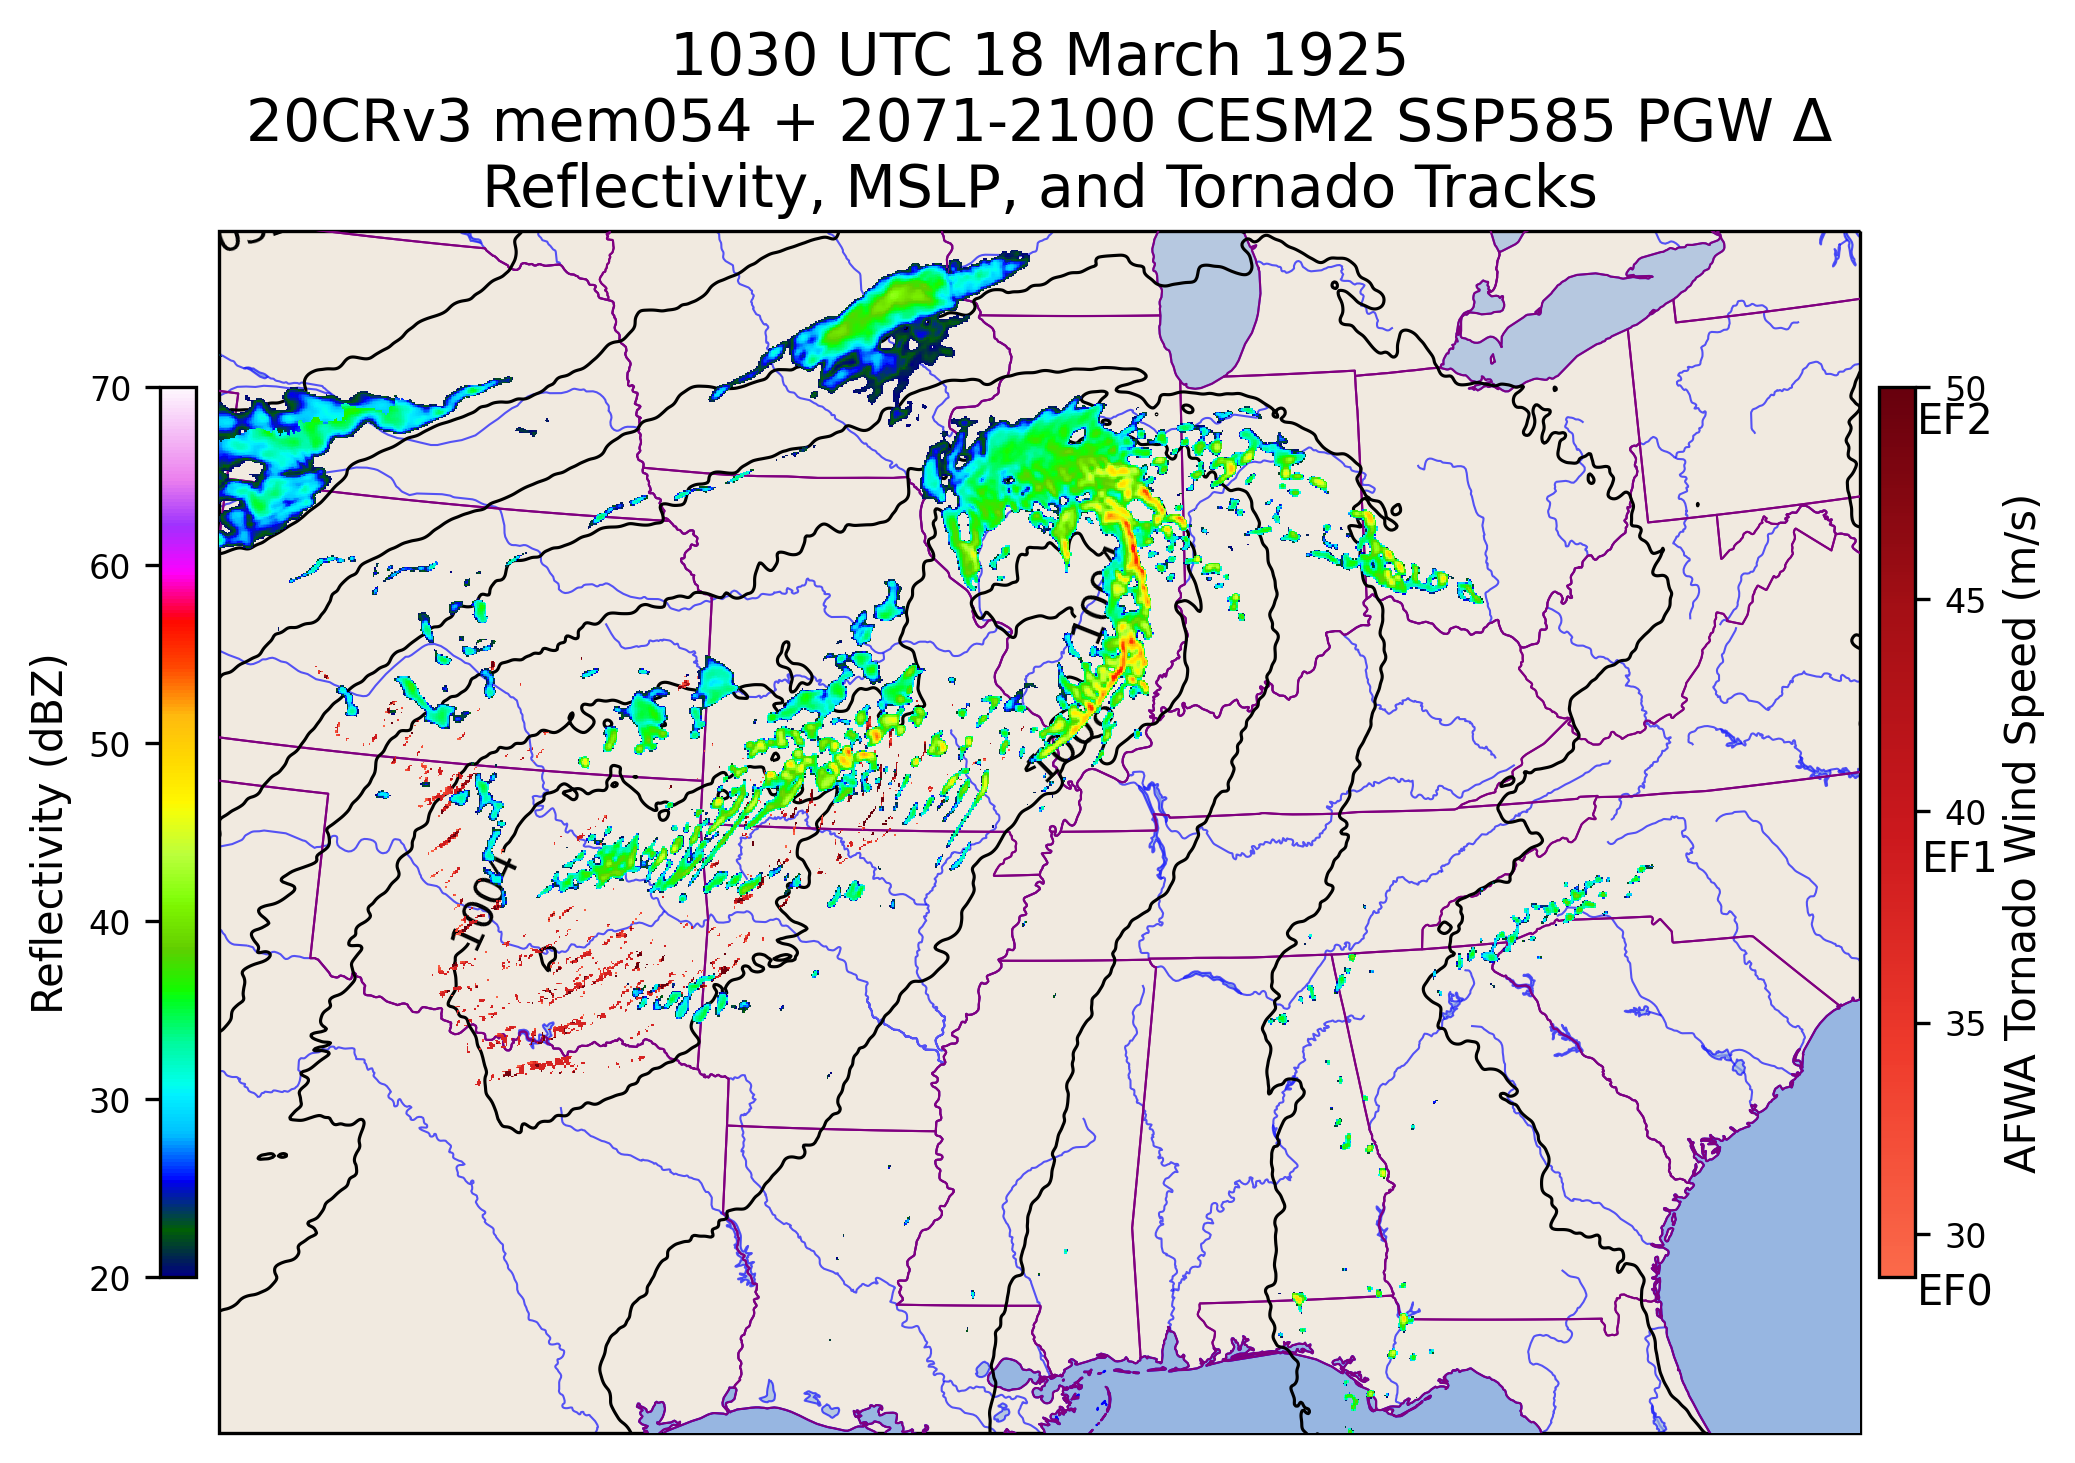 1030 UTC 18 March 1925
20CRv3 mem054 + 2071-2100 CESM2 SSP585 PGW Δ
Reflectivity, MSLP, and Tornado Tracks
Reflectivity (dBZ)
70
60
50
40
30
20
1004
50
EF2
45
40
EF1
35
30
EF0
AFWA Tornado Wind Speed (m/s)